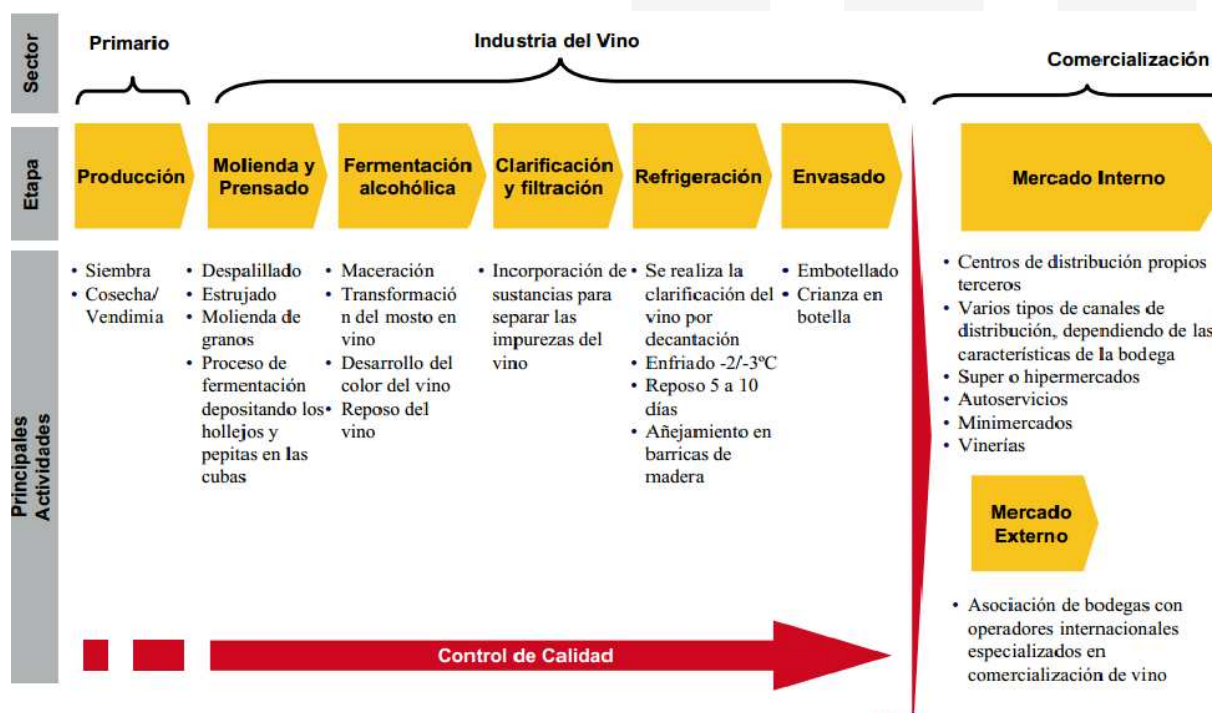 Sector
Primario
Industria del Vino
Comercialización
Etapa
Producción
Molienda y
Prensado
Fermentación
alcohólica
Clarificación
y filtración
Refrigeración
Envasado
Mercado Interno
Principales
Actividades
• Siembra
• Cosecha/
Vendimia
• Despalillado
• Estrujado
• Molienda de
granos
• Proceso de
fermentación
depositando los
hollejos y
pepitas en las
cubas
• Maceración
• Transformació
n del mosto en
vino
• Desarrollo del
color del vino
• Reposo del
vino
• Incorporación de
sustancias para
separar las
impurezas del
vino
• Se realiza la
clarificación del
vino por
decantación
• Enfriado -2/-3ºC
• Reposo 5 a 10
días
• Añejamiento en
barricas de
madera
• Embotellado
• Crianza en
botella
• Centros de distribución propios
terceros
• Varios tipos de canales de
distribución, dependiendo de las
características de la bodega
• Super o hipermercados
• Autoservicios
• Minimercados
• Vinerías
Mercado
Externo
• Asociación de bodegas con
operadores internacionales
especializados en
comercialización de vino
Control de Calidad